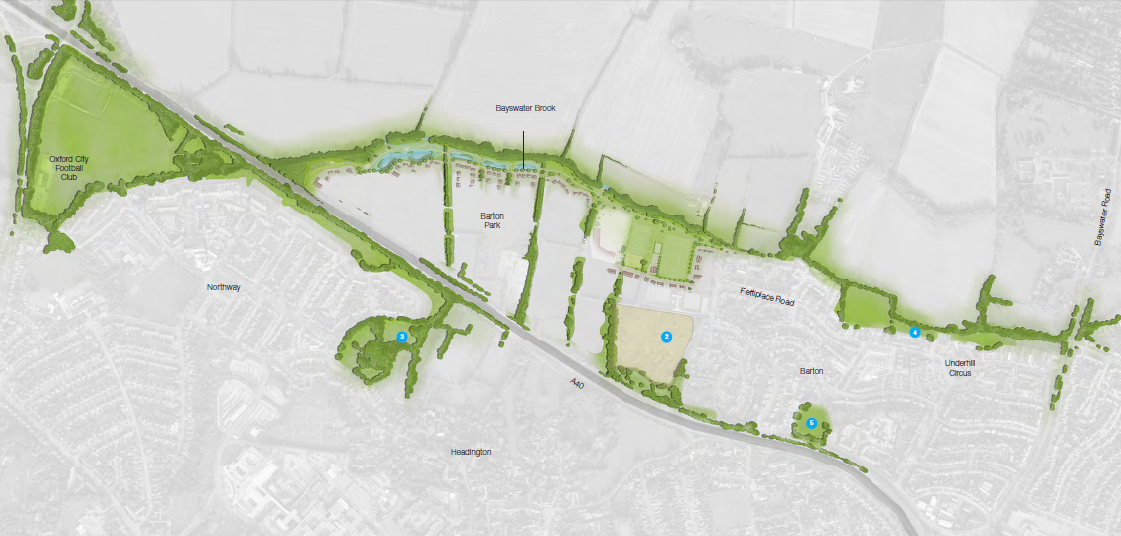 Bayswater Brook
Oxford City
Football
Club
Barton
Park
Bayswater Road
Northway
Fettiplace Road
3
2
4
Underhill
Circus
Barton
A40
5
Headington